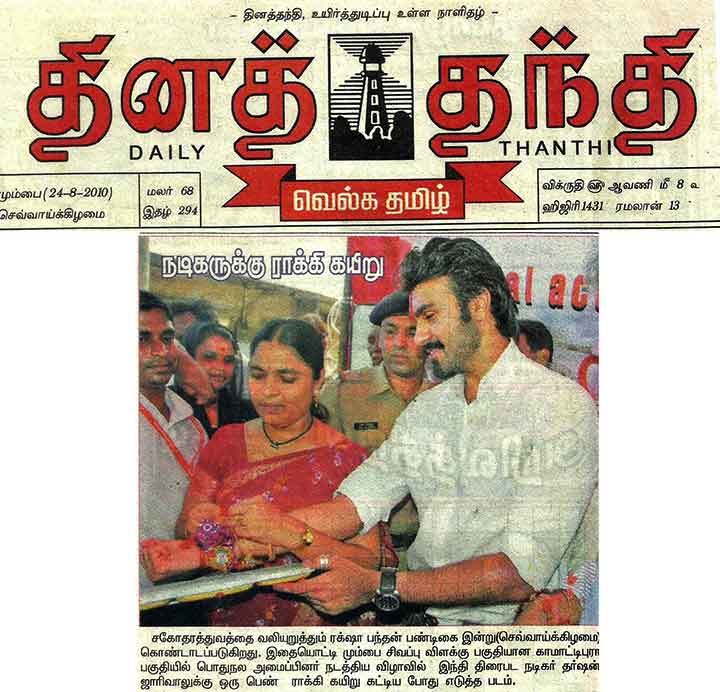 – தினத்தந்தி, உயிர்த்துடிப்பு உள்ள நாளிதழ் –
தினத் தந்தி
DAILY THANTHI
மும்பை (24-8-2010)
செவ்வாய்க்கிழமை
மலர் 68
இதழ் 294
வெல்க தமிழ்
விக்ருதி ஹு ஆவணி மீ 8
ஹிஜிரி 1431 ரமலான் 13
நடிகருக்கு ராக்கி கயிறு
al ac
சகோதரத்துவத்தை வலியுறுத்தும் ரக்ஷா பந்தன் பண்டிகை இன்று(செவ்வாய்க்கிழமை)
கொண்டாடப்படுகிறது. இதையொட்டி மும்பை சிவப்பு விளக்கு பகுதியான காமாட்டிபுரா
பகுதியில் பொதுநல அமைப்பினர் நடத்திய விழாவில் இந்தி திரைபட நடிகர் தர்ஷன்
ஜாரிவாலுக்கு ஒரு பெண் ராக்கி கயிறு கட்டிய போது எடுத்த படம்.